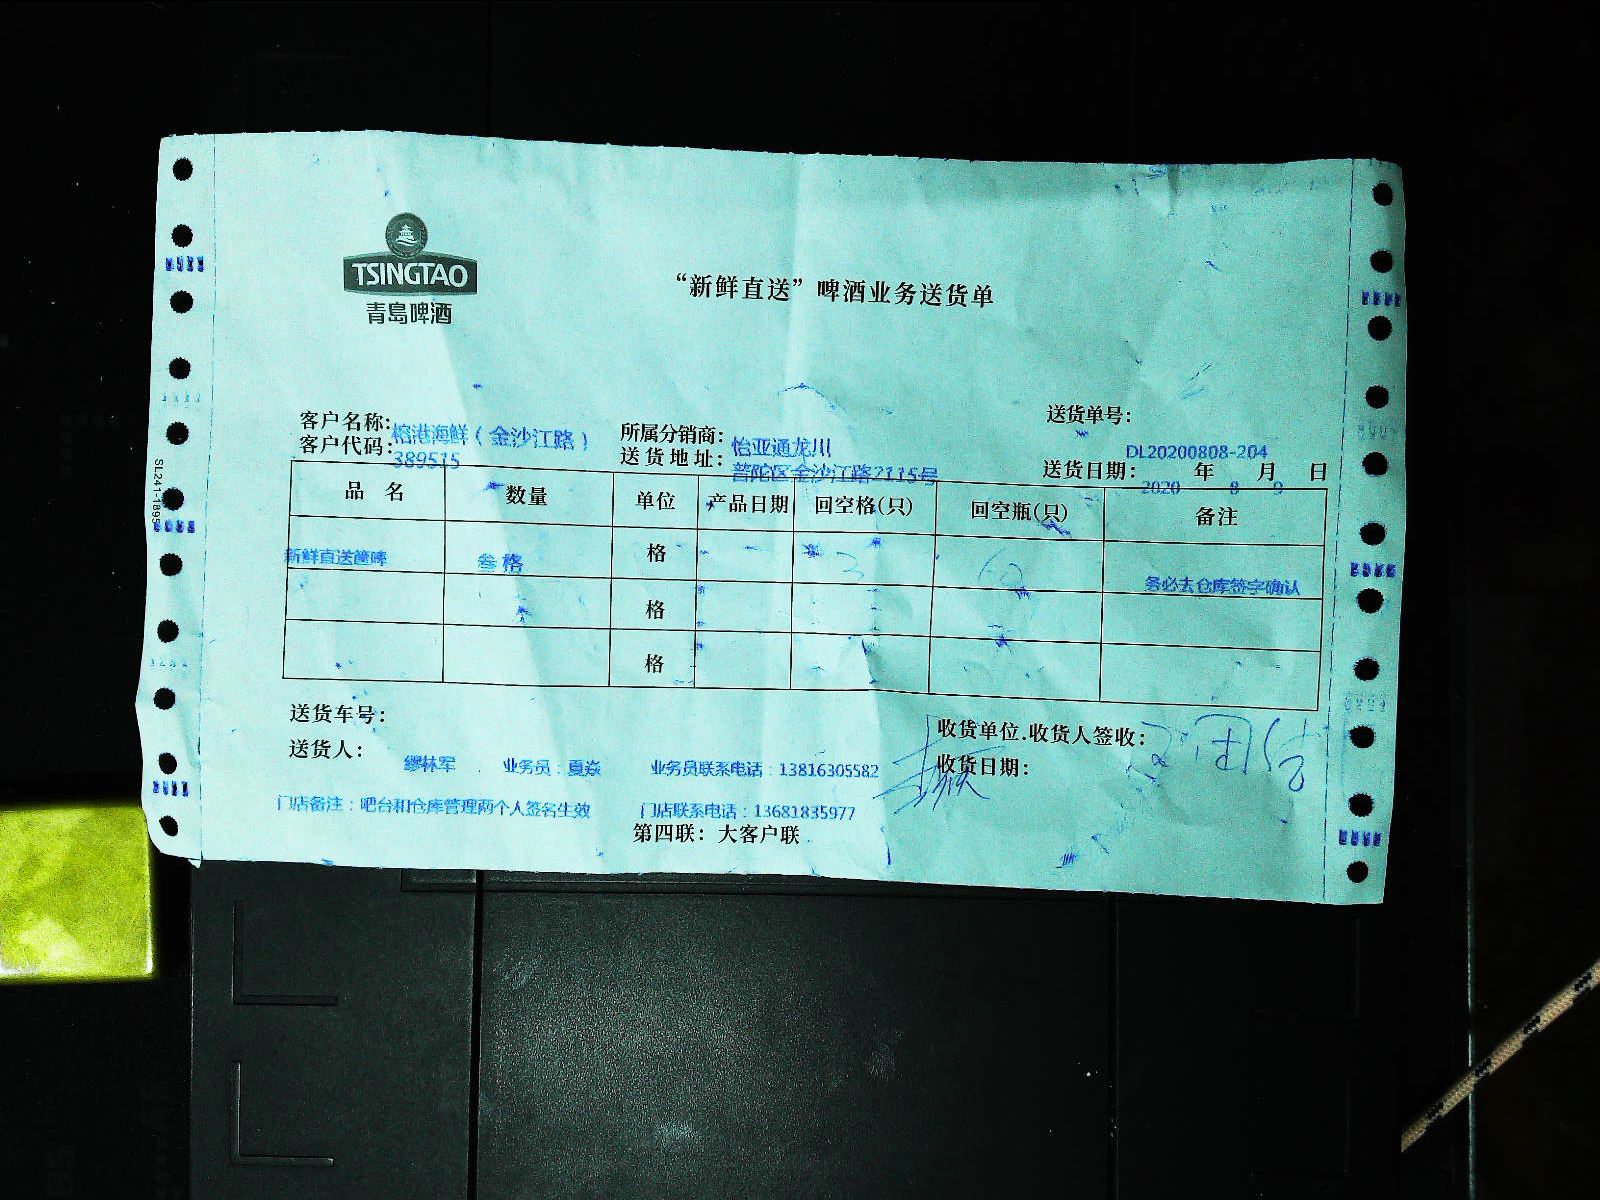 TSINGTAO
青岛啤酒
“新鲜直送”啤酒业务送货单
送货单号:
DL20200808-204
客户名称: 榕港海鲜（金沙江路） 所属分销商: 怡亚通龙川
客户代码: 389515 送货地址: 普陀区金沙江路2115号 送货日期: 2020 年 8 月 9 日
品 名 数量 单位 产品日期 回空格(只) 回空瓶(只) 备注
新鲜直送 叁格 格 3 60 务必去仓库签字确认
格
格
送货车号:
收货单位.收货人签收:
送货人: 缪林军 业务员:夏焱 业务员联系电话:13816305582
收货日期:
门店备注:吧台和仓库管理两个人签名生效 门店联系电话:13681835977
第四联: 大客户联